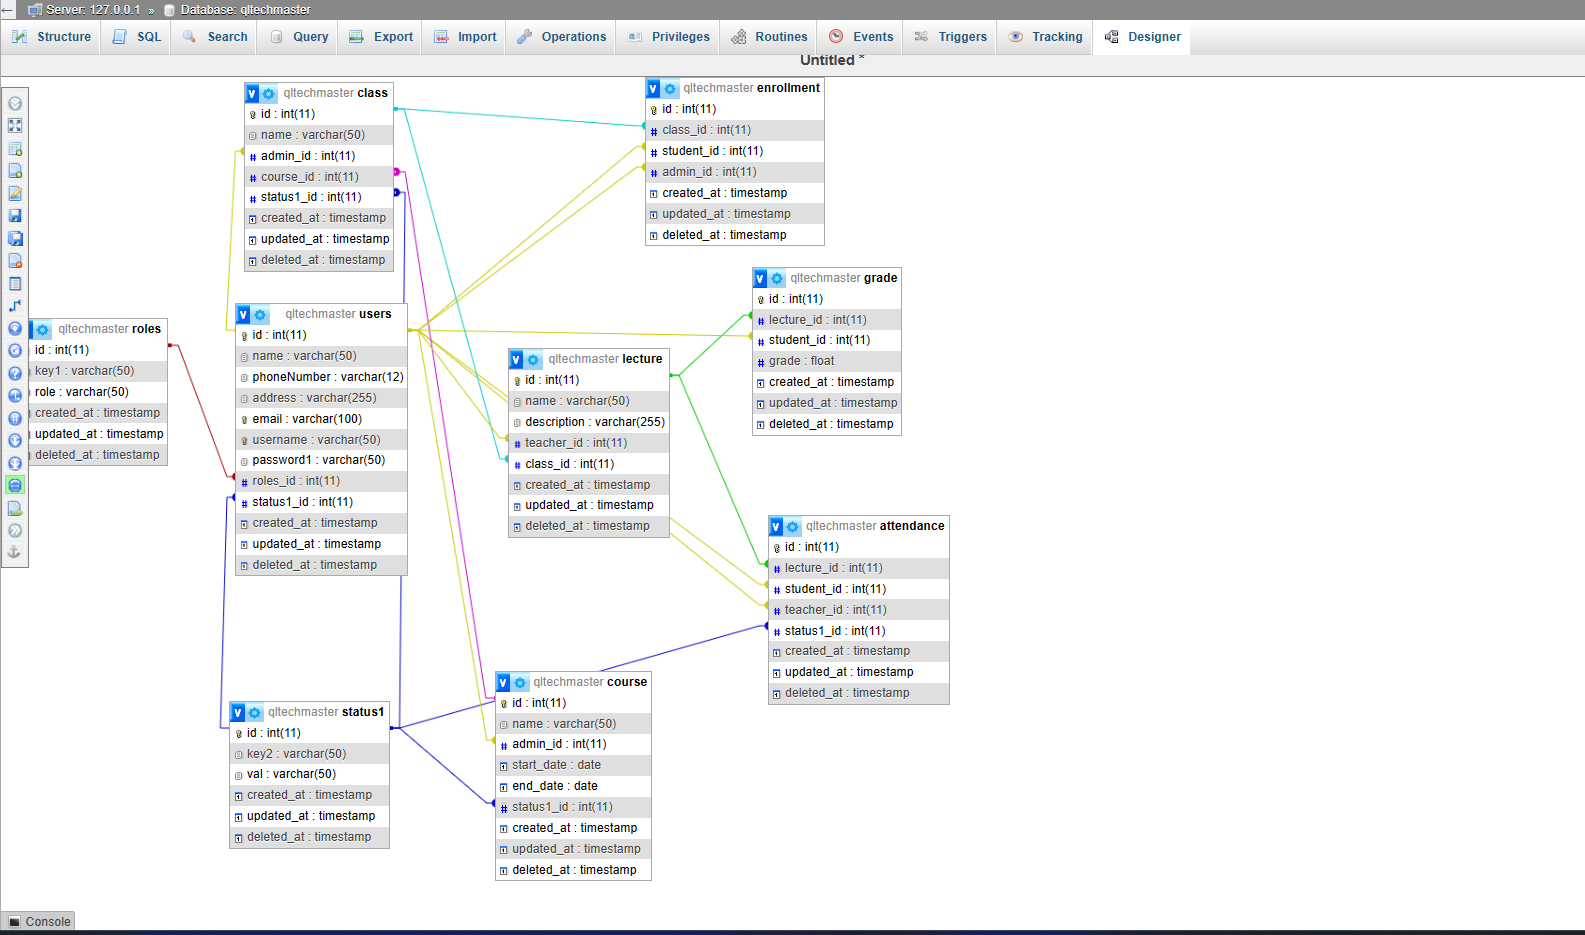 Server: 127.0.0.1 » Database: qltechmaster
Structure SQL Search Query Export Import Operations Privileges Routines Events Triggers Tracking Designer
Untitled *
qltechmaster class
id : int(11)
name : varchar(50)
admin_id : int(11)
course_id : int(11)
status1_id : int(11)
created_at : timestamp
updated_at : timestamp
deleted_at : timestamp
qltechmaster enrollment
id : int(11)
class_id : int(11)
student_id : int(11)
admin_id : int(11)
created_at : timestamp
updated_at : timestamp
deleted_at : timestamp
qltechmaster grade
id : int(11)
lecture_id : int(11)
student_id : int(11)
grade : float
created_at : timestamp
updated_at : timestamp
deleted_at : timestamp
qltechmaster roles
id : int(11)
key1 : varchar(50)
role : varchar(50)
created_at : timestamp
updated_at : timestamp
deleted_at : timestamp
qltechmaster users
id : int(11)
name : varchar(50)
phoneNumber : varchar(12)
address : varchar(255)
email : varchar(100)
username : varchar(50)
password1 : varchar(50)
roles_id : int(11)
status1_id : int(11)
created_at : timestamp
updated_at : timestamp
deleted_at : timestamp
qltechmaster lecture
id : int(11)
name : varchar(50)
description : varchar(255)
teacher_id : int(11)
class_id : int(11)
created_at : timestamp
updated_at : timestamp
deleted_at : timestamp
qltechmaster attendance
id : int(11)
lecture_id : int(11)
student_id : int(11)
teacher_id : int(11)
status1_id : int(11)
created_at : timestamp
updated_at : timestamp
deleted_at : timestamp
qltechmaster status1
id : int(11)
key2 : varchar(50)
val : varchar(50)
created_at : timestamp
updated_at : timestamp
deleted_at : timestamp
qltechmaster course
id : int(11)
name : varchar(50)
admin_id : int(11)
start_date : date
end_date : date
status1_id : int(11)
created_at : timestamp
updated_at : timestamp
deleted_at : timestamp
Console